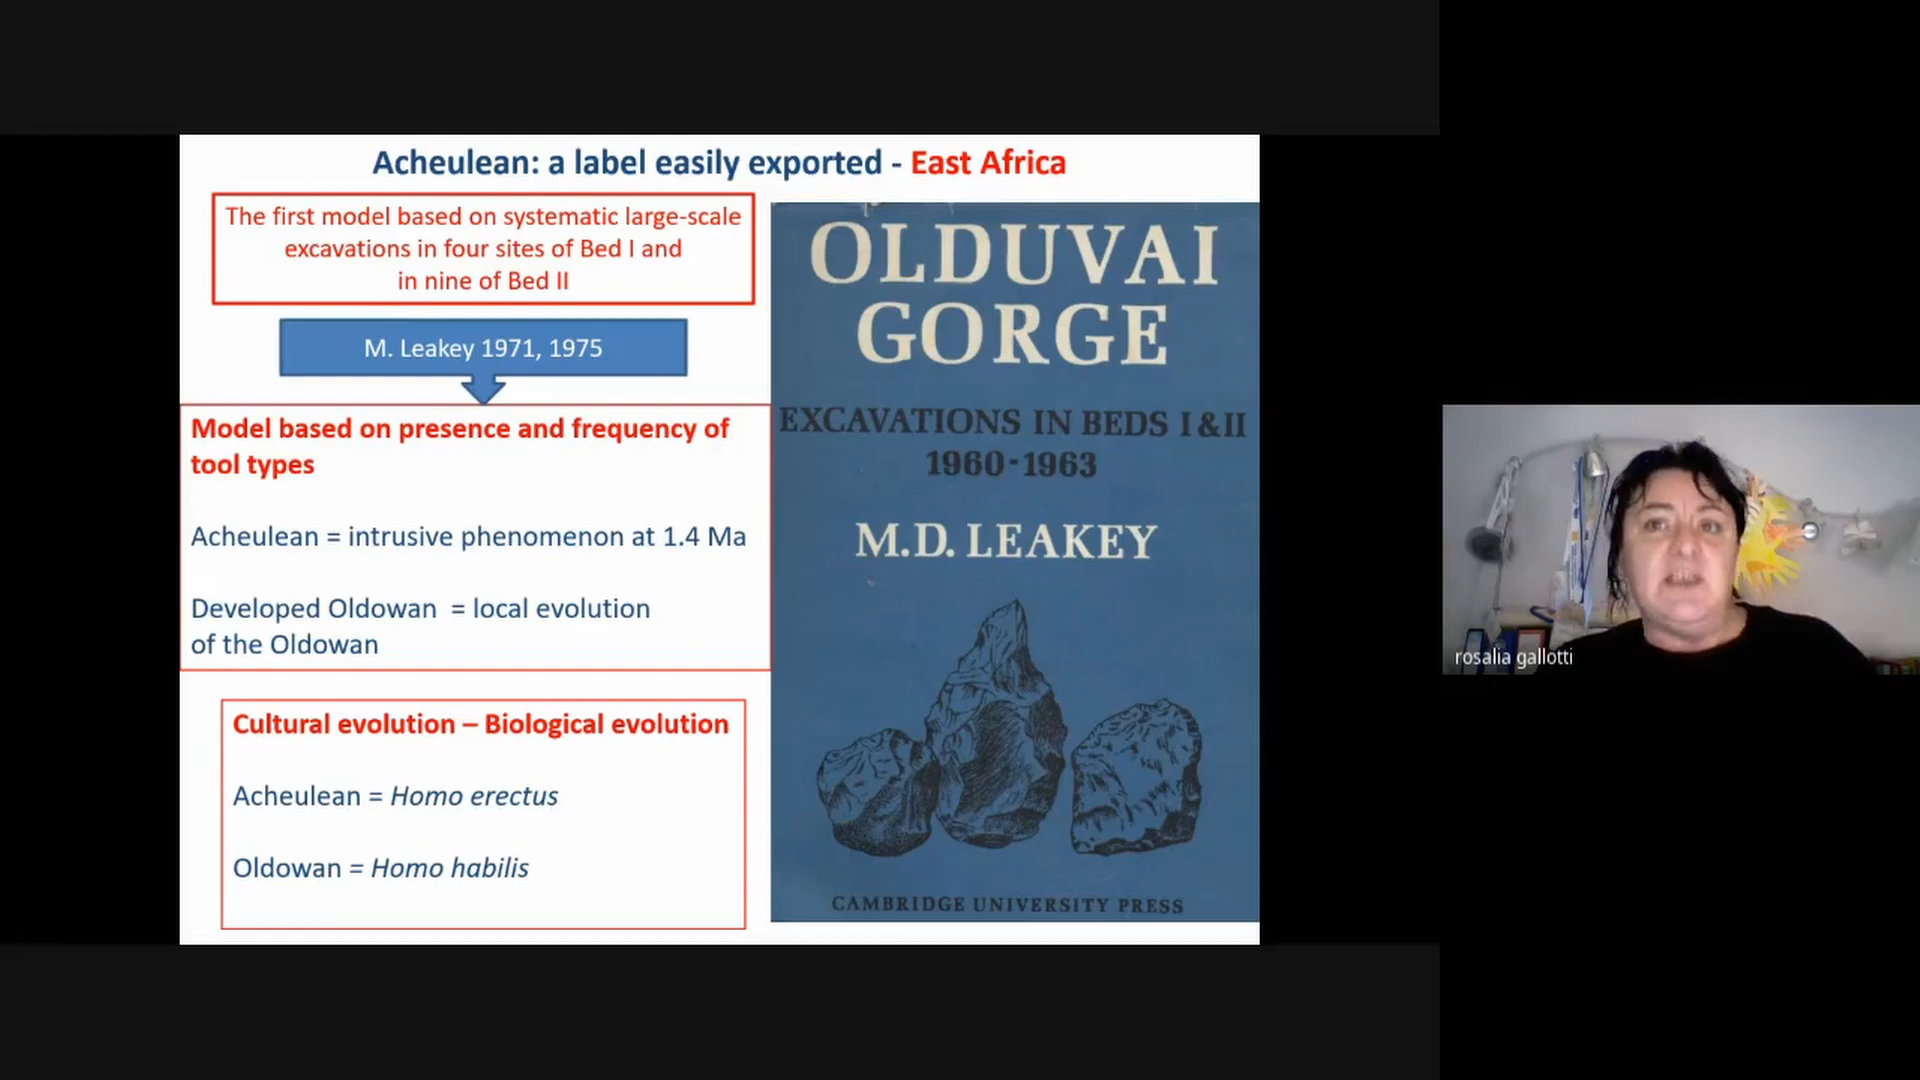 Acheulean: a label easily exported - East Africa
The first model based on systematic large-scale
excavations in four sites of Bed I and
in nine of Bed II
M. Leakey 1971, 1975
Model based on presence and frequency of
tool types
Acheulean = intrusive phenomenon at 1.4 Ma
Developed Oldowan = local evolution
of the Oldowan
Cultural evolution – Biological evolution
Acheulean = Homo erectus
Oldowan = Homo habilis
OLDUVAI
GORGE
EXCAVATIONS IN BEDS I & II
1960-1963
M.D. LEAKEY
CAMBRIDGE UNIVERSITY PRESS
rosalia gallotti